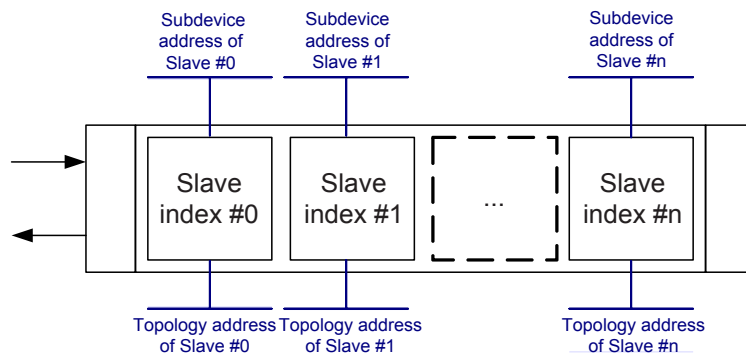 Subdevice
address of
Slave #0
Subdevice
address of
Slave #1
Subdevice
address of
Slave #n
Slave
index #0
Slave
index #1
...
Slave
index #n
Topology address
of Slave #0
Topology address
of Slave #1
Topology address
of Slave #n